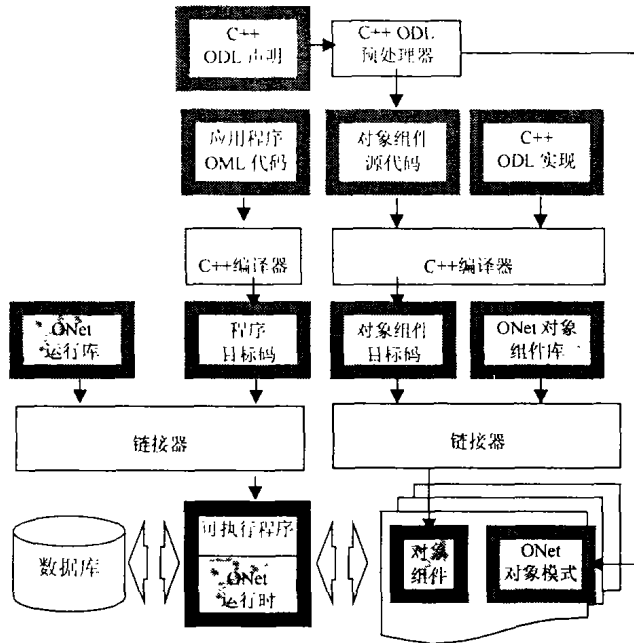 C++
ODL 声明
C++ ODL
预处理器
应用程序
OML 代码
对象组件
源代码
C++
ODL 实现
C++编译器
C++编译器
ONet
运行库
程序
目标码
对象组件
目标码
ONet 对象
组件库
链接器
链接器
数据库
可执行程序
ONet
运行时
对象
组件
ONet
对象模式